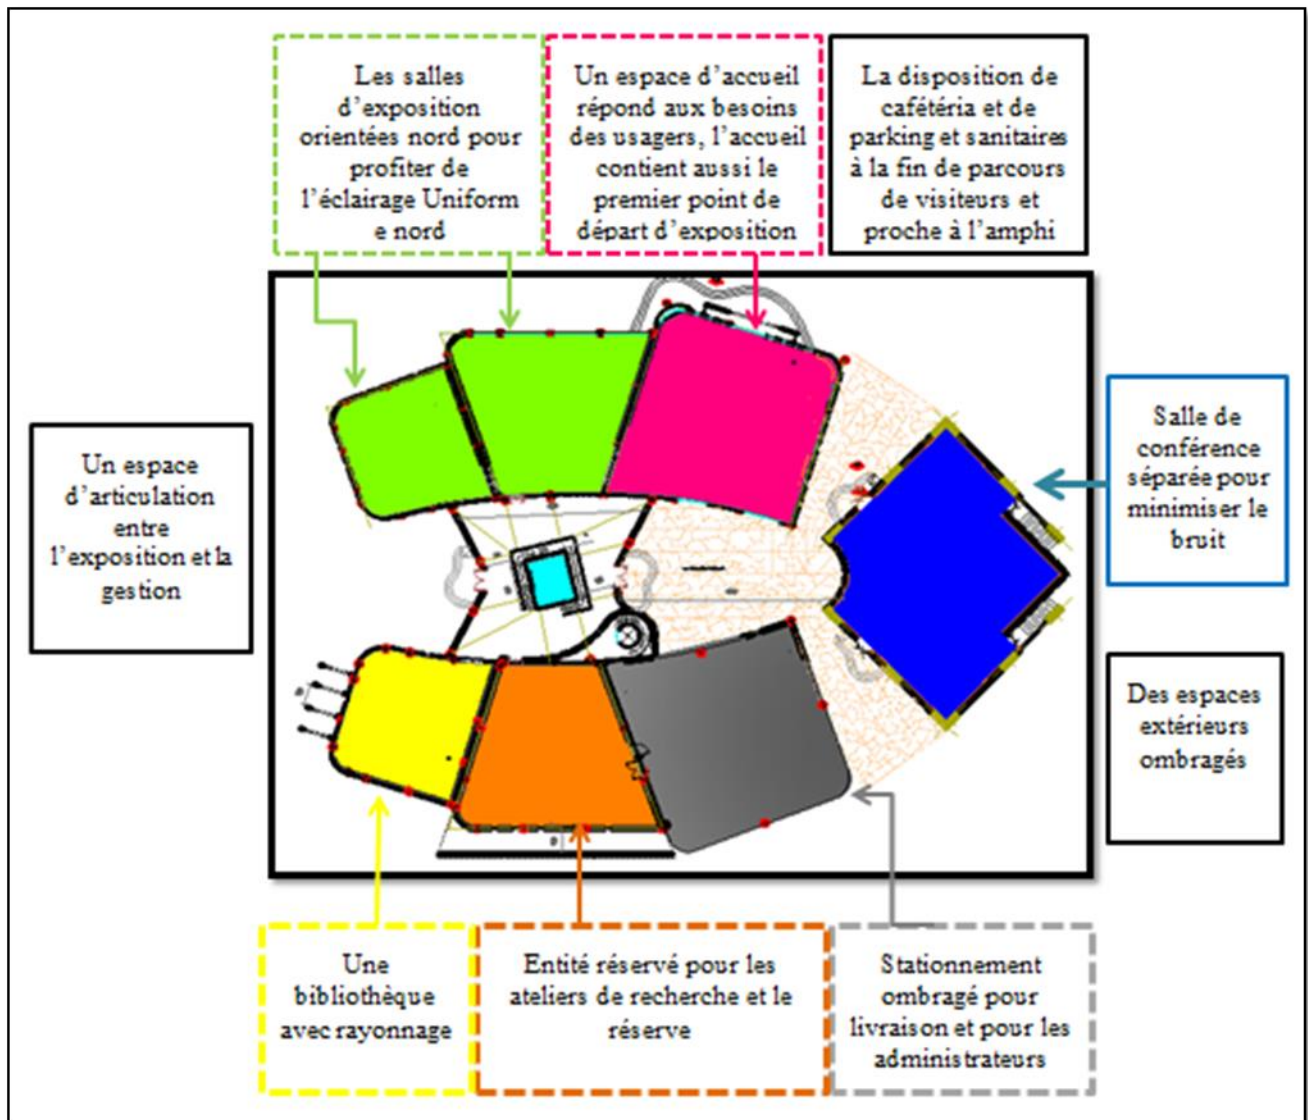 Les salles
d'exposition
orientées nord pour
profiter de
l'éclairage Uniform
e nord
Un espace d'accueil
répond aux besoins
des usagers, l'accueil
contient aussi le
premier point de
départ d'exposition
La disposition de
cafétéria et de
parking et sanitaires
à la fin de parcours
de visiteurs et
proche à l'amphi
Un espace
d'articulation
entre
l'exposition et la
gestion
Salle de
conférence
séparée pour
minimiser le
bruit
Des espaces
extérieurs
ombragés
Une
bibliothèque
avec rayonnage
Entité réservé pour les
ateliers de recherche et le
réserve
Stationnement
ombragé pour
livraison et pour les
administrateurs